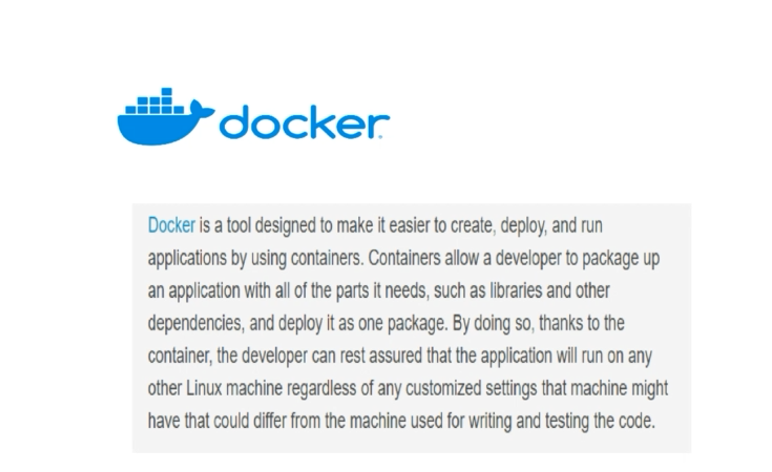 docker
Docker is a tool designed to make it easier to create, deploy, and run
applications by using containers. Containers allow a developer to package up
an application with all of the parts it needs, such as libraries and other
dependencies, and deploy it as one package. By doing so, thanks to the
container, the developer can rest assured that the application will run on any
other Linux machine regardless of any customized settings that machine might
have that could differ from the machine used for writing and testing the code.